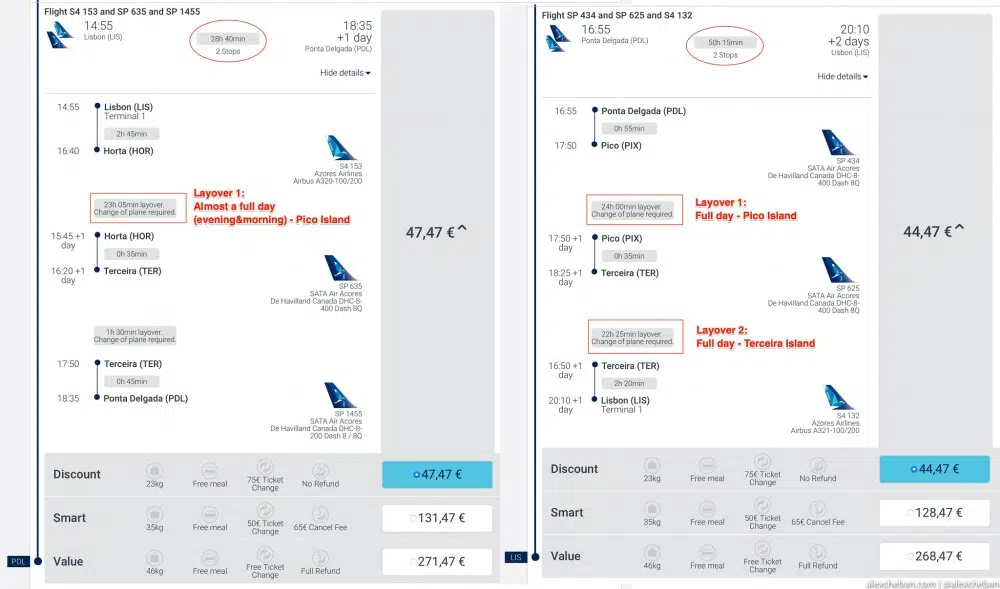 Flight S4 153 and SP 635 and SP 1455
14:55
Lisbon (LIS)
28h 40min
2 Stops
18:35
+1 day
Ponta Delgada (PDL)
Hide details
14:55 Lisbon (LIS)
Terminal 1
2h 45min
16:40 Horta (HOR)
S4 153
Azores Airlines
Airbus A320-100/200
23h 05min layover.
Change of plane required.
Layover 1:
Almost a full day
(evening&morning) - Pico Island
15:45 +1
day
Horta (HOR)
0h 35min
16:20 +1
day
Terceira (TER)
SP 635
SATA Air Acores
De Havilland Canada DHC-8-
400 Dash 8Q
1h 30min layover.
Change of plane required.
17:50 Terceira (TER)
0h 45min
18:35 Ponta Delgada (PDL)
SP 1455
SATA Air Acores
De Havilland Canada DHC-8-
200 Dash 8 / 8Q
47,47 €
Discount
23kg
Free meal
75€ Ticket
Change
No Refund
47,47 €
Smart
35kg
Free meal
50€ Ticket
Change
65€ Cancel Fee
131,47 €
Value
46kg
Free meal
Free Ticket
Change
Full Refund
271,47 €
PDL
Flight SP 434 and SP 625 and S4 132
16:55
Ponta Delgada (PDL)
50h 15min
2 Stops
20:10
+2 days
Lisbon (LIS)
Hide details
16:55 Ponta Delgada (PDL)
0h 55min
17:50 Pico (PIX)
SP 434
SATA Air Acores
De Havilland Canada DHC-8-
400 Dash 8Q
24h 00min layover.
Change of plane required.
Layover 1:
Full day - Pico Island
17:50 +1
day
Pico (PIX)
0h 35min
18:25 +1
day
Terceira (TER)
SP 625
SATA Air Acores
De Havilland Canada DHC-8-
400 Dash 8Q
22h 25min layover.
Change of plane required.
Layover 2:
Full day - Terceira Island
16:50 +1
day
Terceira (TER)
2h 20min
20:10 +1
day
Lisbon (LIS)
Terminal 1
S4 132
Azores Airlines
Airbus A321-100/200
44,47 €
Discount
23kg
Free meal
75€ Ticket
Change
No Refund
44,47 €
Smart
35kg
Free meal
50€ Ticket
Change
65€ Cancel Fee
128,47 €
Value
46kg
Free meal
Free Ticket
Change
Full Refund
268,47 €
LIS
alexcheban.com | @alexcheban